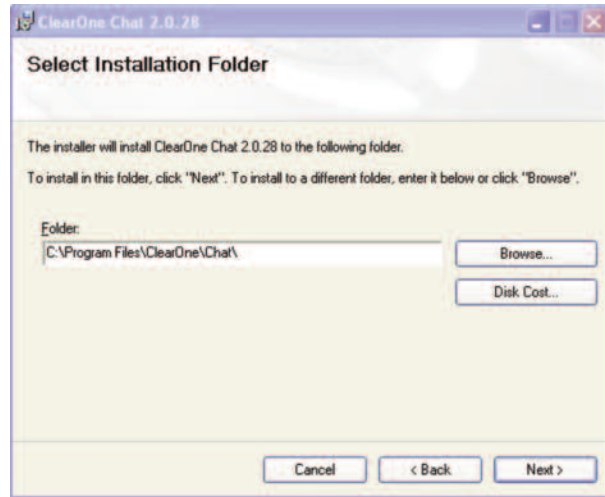 ClearOne Chat 2.0.28
Select Installation Folder
The installer will install ClearOne Chat 2.0.28 to the following folder.
To install in this folder, click "Next". To install to a different folder, enter it below or click "Browse".
Folder:
C:\Program Files\ClearOne\Chat\
Browse...
Disk Cost...
Cancel
< Back
Next >